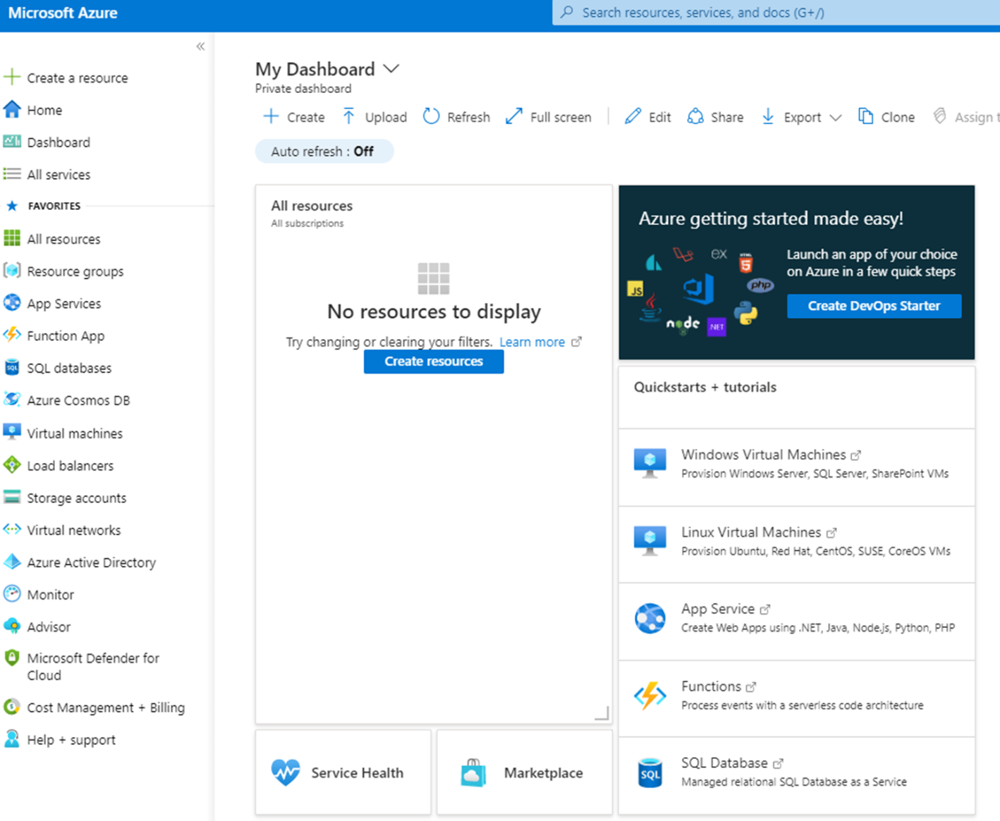 Microsoft Azure
Search resources, services, and docs (G+/)
Create a resource
Home
Dashboard
All services
FAVORITES
All resources
Resource groups
App Services
Function App
SQL databases
Azure Cosmos DB
Virtual machines
Load balancers
Storage accounts
Virtual networks
Azure Active Directory
Monitor
Advisor
Microsoft Defender for
Cloud
Cost Management + Billing
Help + support
My Dashboard
Private dashboard
Create Upload Refresh Full screen Edit Share Export Clone Assign t
Auto refresh : Off
All resources
All subscriptions
No resources to display
Try changing or clearing your filters. Learn more
Create resources
Service Health
Marketplace
Azure getting started made easy!
ex
HTML
5
JS
php
node
.NET
Launch an app of your choice
on Azure in a few quick steps
Create DevOps Starter
Quickstarts + tutorials
Windows Virtual Machines
Provision Windows Server, SQL Server, SharePoint VMs
Linux Virtual Machines
Provision Ubuntu, Red Hat, CentOS, SUSE, CoreOS VMs
App Service
Create Web Apps using .NET, Java, Node.js, Python, PHP
Functions
Process events with a serverless code architecture
SQL
SQL Database
Managed relational SQL Database as a Service